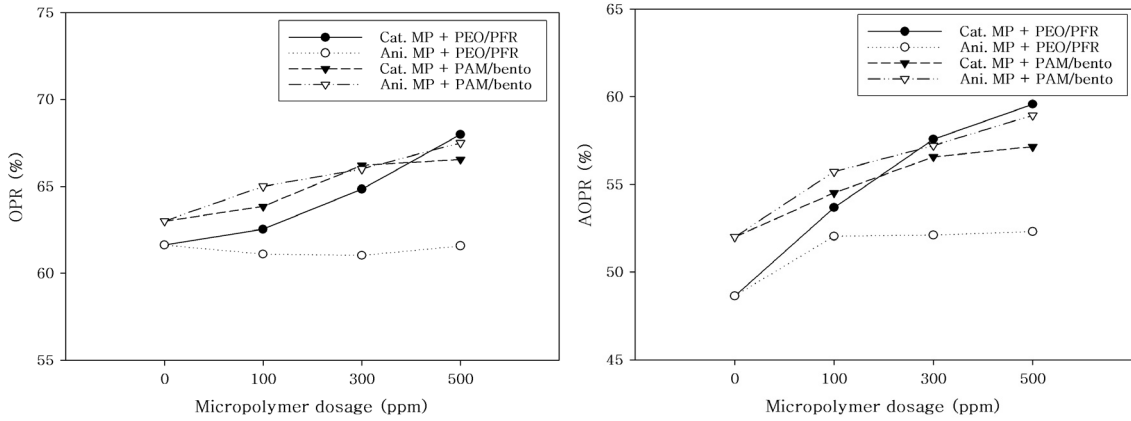 75
70
65
60
55
OPR (%)
Cat. MP + PEO/PFR
Ani. MP + PEO/PFR
Cat. MP + PAM/bento
Ani. MP + PAM/bento
0 100 300 500
Micropolymer dosage (ppm)
65
60
55
50
45
AOPR (%)
Cat. MP + PEO/PFR
Ani. MP + PEO/PFR
Cat. MP + PAM/bento
Ani. MP + PAM/bento
0 100 300 500
Micropolymer dosage (ppm)